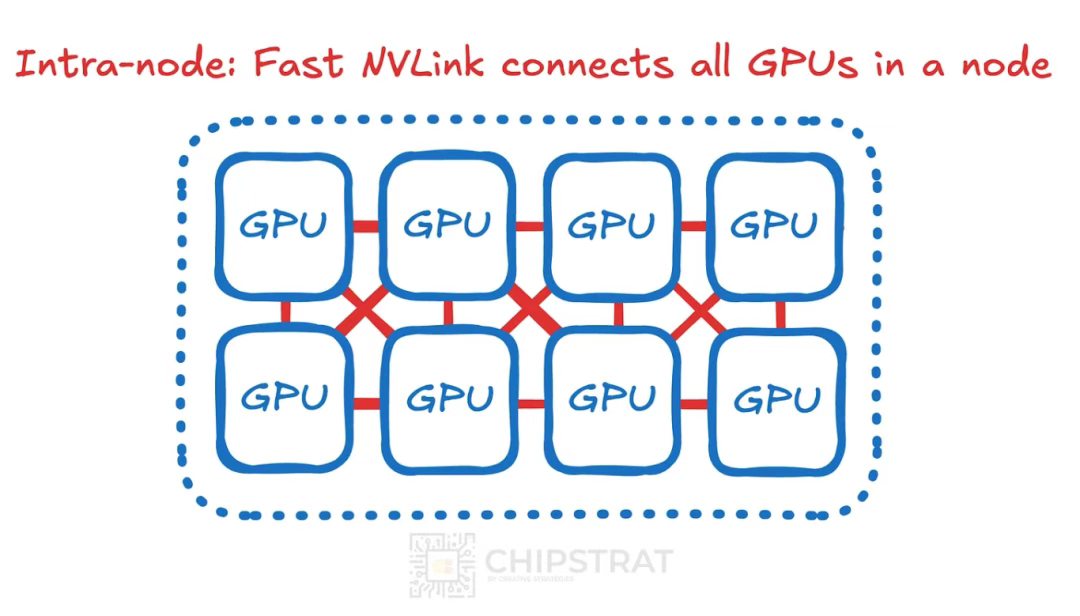 Intra-node: Fast NVLink connects all GPUs in a node
GPU GPU GPU GPU
GPU GPU GPU GPU
CHIPSTRAT
BY CREATIVE STRATEGIES